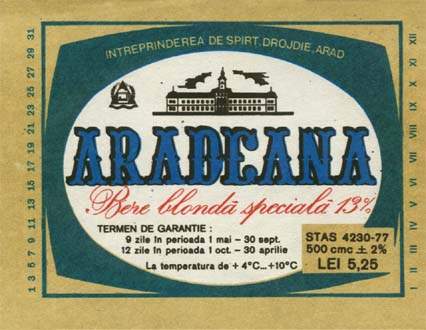 INTREPRINDEREA DE SPIRT, DROJDIE, ARAD
ARADEANA
Bere blondă specială 13%
TERMEN DE GARANTIE :
9 zile în perioada 1 mai – 30 sept.
12 zile în perioada 1 oct. – 30 aprilie
La temperatura de + 4°C...+10°C
STAS 4230-77
500 cmc ± 2%
LEI 5,25
1 3 5 7 9 11 13 15 17 19 21 23 25 27 29 31
I II III IV V VI VII VIII IX X XI XII